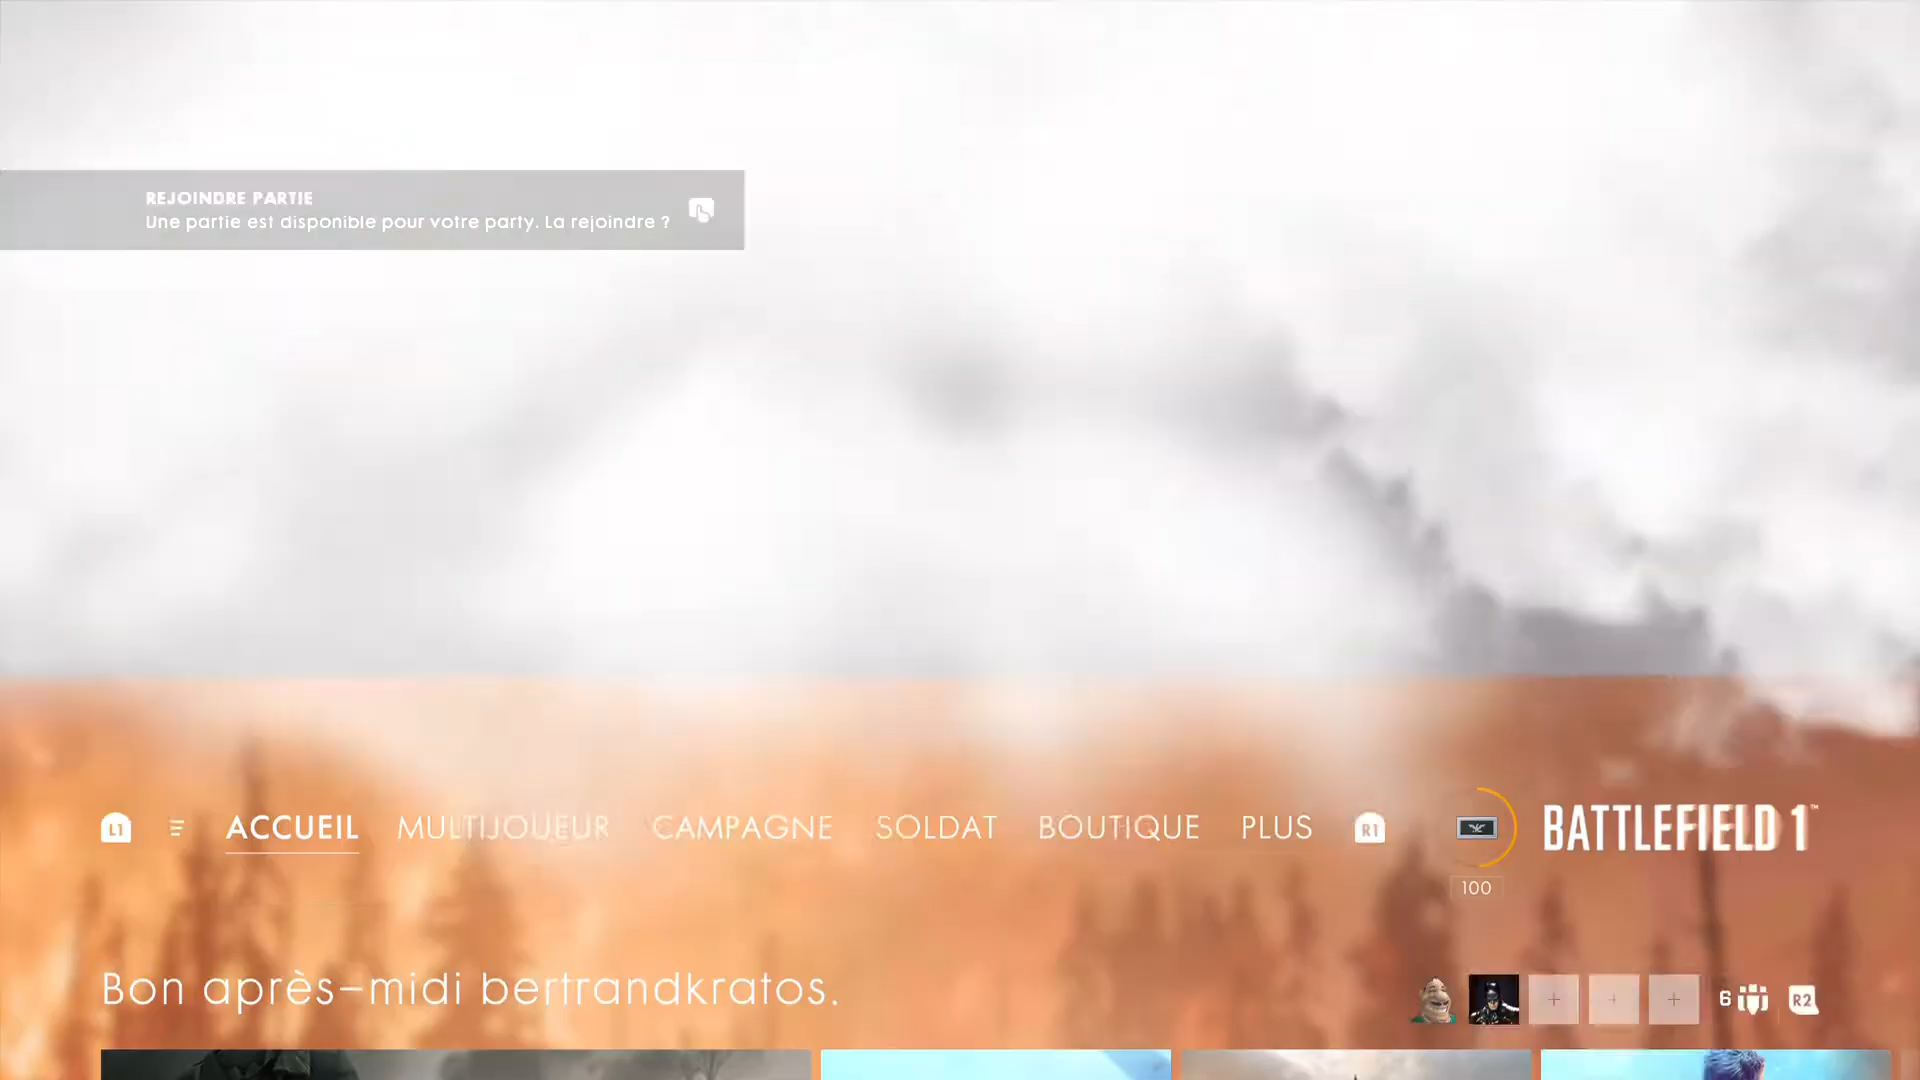 REJOINDRE PARTIE
Une partie est disponible pour votre party. La rejoindre ?
L1 ACCUEIL MULTIJOUEUR CAMPAGNE SOLDAT BOUTIQUE PLUS R1 BATTLEFIELD 1™
100
Bon après-midi bertrandkratos.
+ + + 6 R2